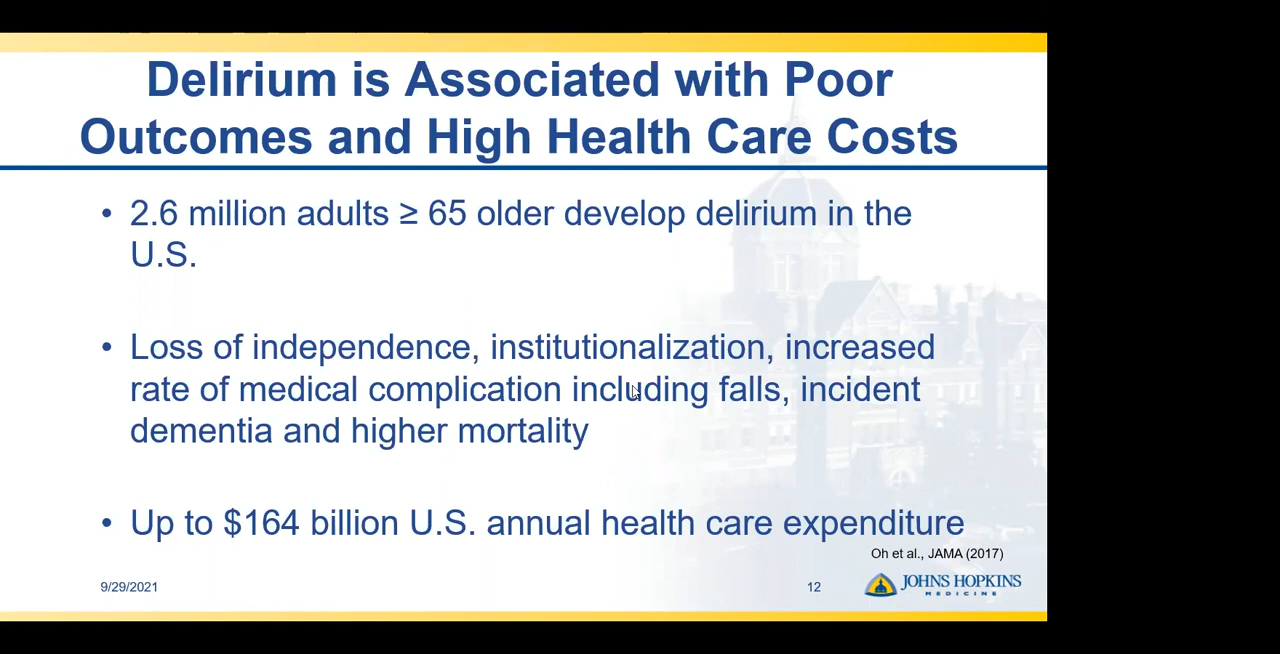 Delirium is Associated with Poor
Outcomes and High Health Care Costs
• 2.6 million adults ≥ 65 older develop delirium in the
U.S.
• Loss of independence, institutionalization, increased
rate of medical complication including falls, incident
dementia and higher mortality
• Up to $164 billion U.S. annual health care expenditure
Oh et al., JAMA (2017)
9/29/2021
12
JOHNS HOPKINS
MEDICINE